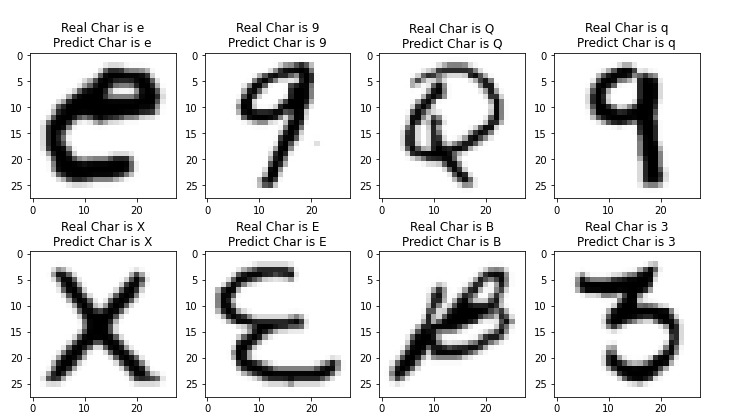 Real Char is e
Predict Char is e
Real Char is 9
Predict Char is 9
Real Char is Q
Predict Char is Q
Real Char is q
Predict Char is q
0
5
10
15
20
25
e
0 10 20
0
5
10
15
20
25
9
0 10 20
0
5
10
15
20
25
Q
0 10 20
0
5
10
15
20
25
q
0 10 20
Real Char is X
Predict Char is X
Real Char is E
Predict Char is E
Real Char is B
Predict Char is B
Real Char is 3
Predict Char is 3
0
5
10
15
20
25
X
0 10 20
0
5
10
15
20
25
E
0 10 20
0
5
10
15
20
25
B
0 10 20
0
5
10
15
20
25
3
0 10 20